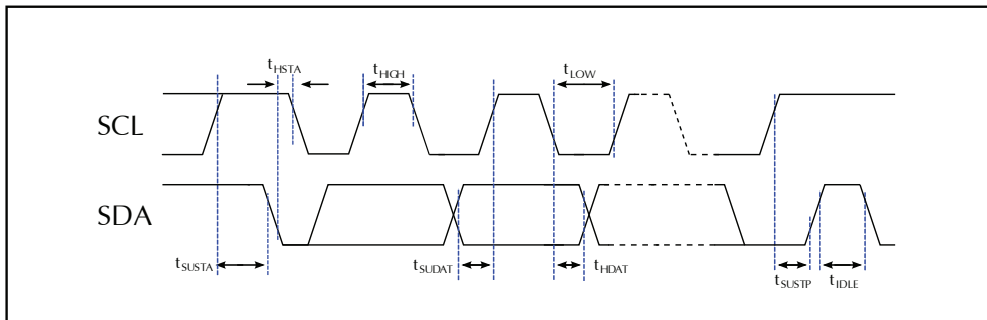 tHSTA tHIGH tLOW
SCL
SDA
tSUSTA tSUDAT tHDAT tSUSTP tIDLE